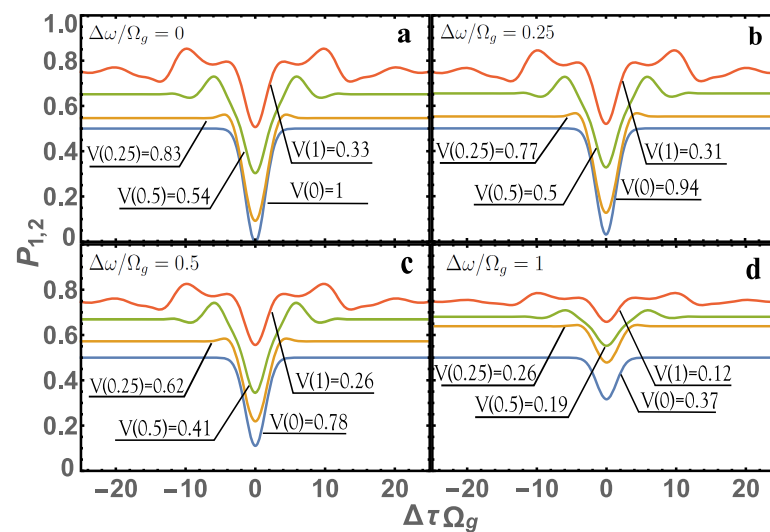 Δω/Ω_g = 0 a
Δω/Ω_g = 0.25 b
1.0
0.8
0.6
0.4
0.2
0
V(0.25)=0.83
V(1)=0.33
V(0.5)=0.54
V(0)=1
V(0.25)=0.77
V(1)=0.31
V(0.5)=0.5
V(0)=0.94
P_{1,2}
Δω/Ω_g = 0.5 c
Δω/Ω_g = 1 d
0.8
0.6
0.4
0.2
0
V(0.25)=0.62
V(1)=0.26
V(0.5)=0.41
V(0)=0.78
V(0.25)=0.26
V(1)=0.12
V(0.5)=0.19
V(0)=0.37
−20 −10 0 10 20
−20 −10 0 10 20
Δτ Ω_g